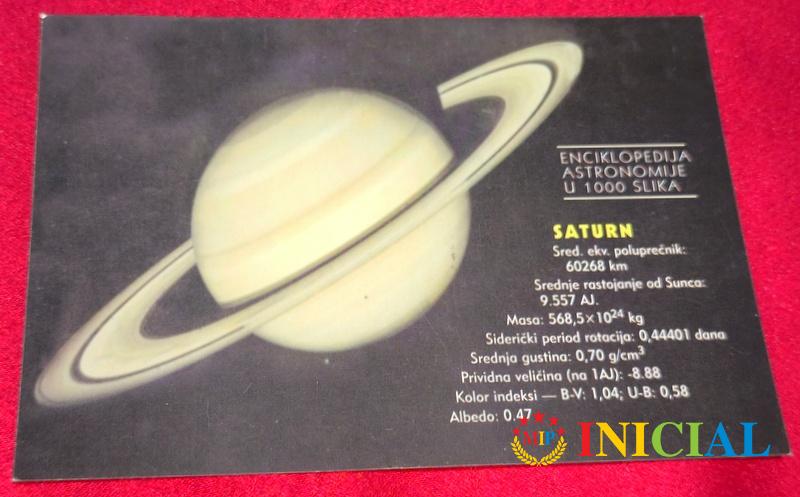 ENCIKLOPEDIJA
ASTRONOMIJE
U 1000 SLIKA
SATURN
Sred. ekv. poluprečnik:
60268 km
Srednje rastojanje od Sunca:
9.557 AJ.
Masa: 568,5×10²⁴ kg
Siderički period rotacija: 0,44401 dana
Srednja gustina: 0,70 g/cm³
Prividna veličina (na 1AJ): -8.88
Kolor indeksi — B-V: 1,04; U-B: 0,58
Albedo: 0.47
MIP INICIAL